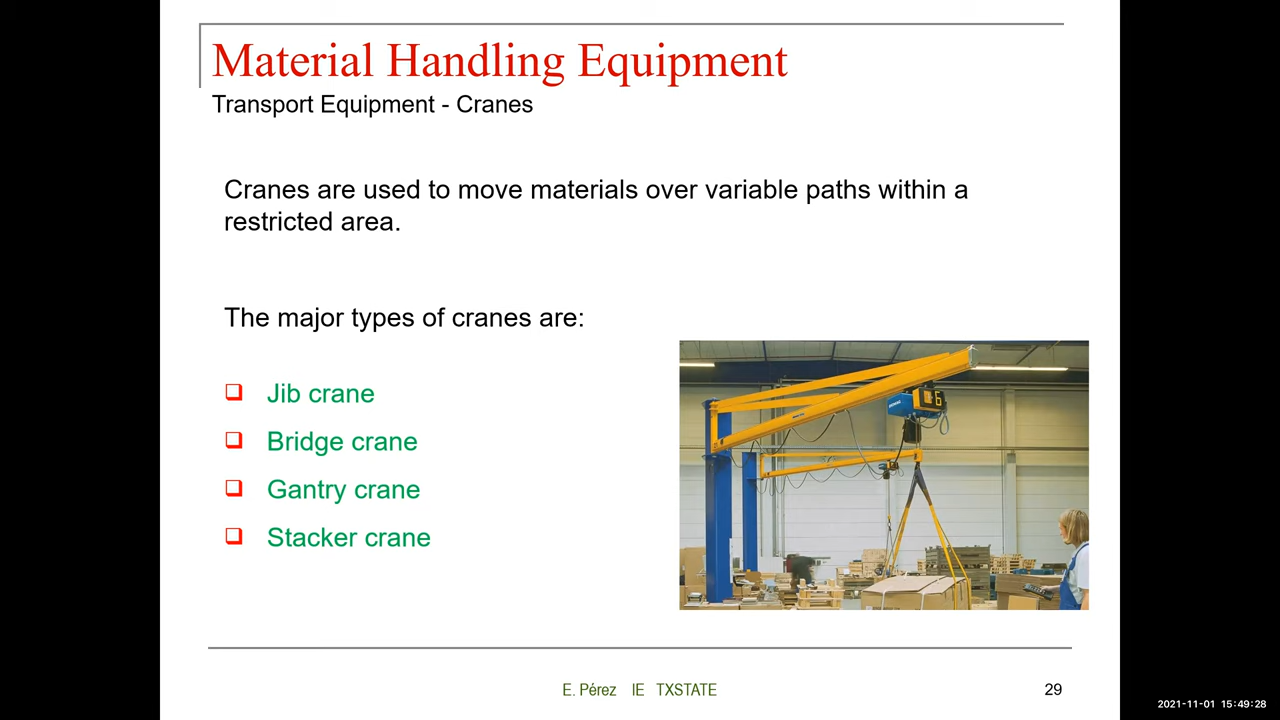 Material Handling Equipment
Transport Equipment - Cranes
Cranes are used to move materials over variable paths within a
restricted area.
The major types of cranes are:
Jib crane
Bridge crane
Gantry crane
Stacker crane
6
E. Pérez IE TXSTATE
29
2021-11-01 15:49:28